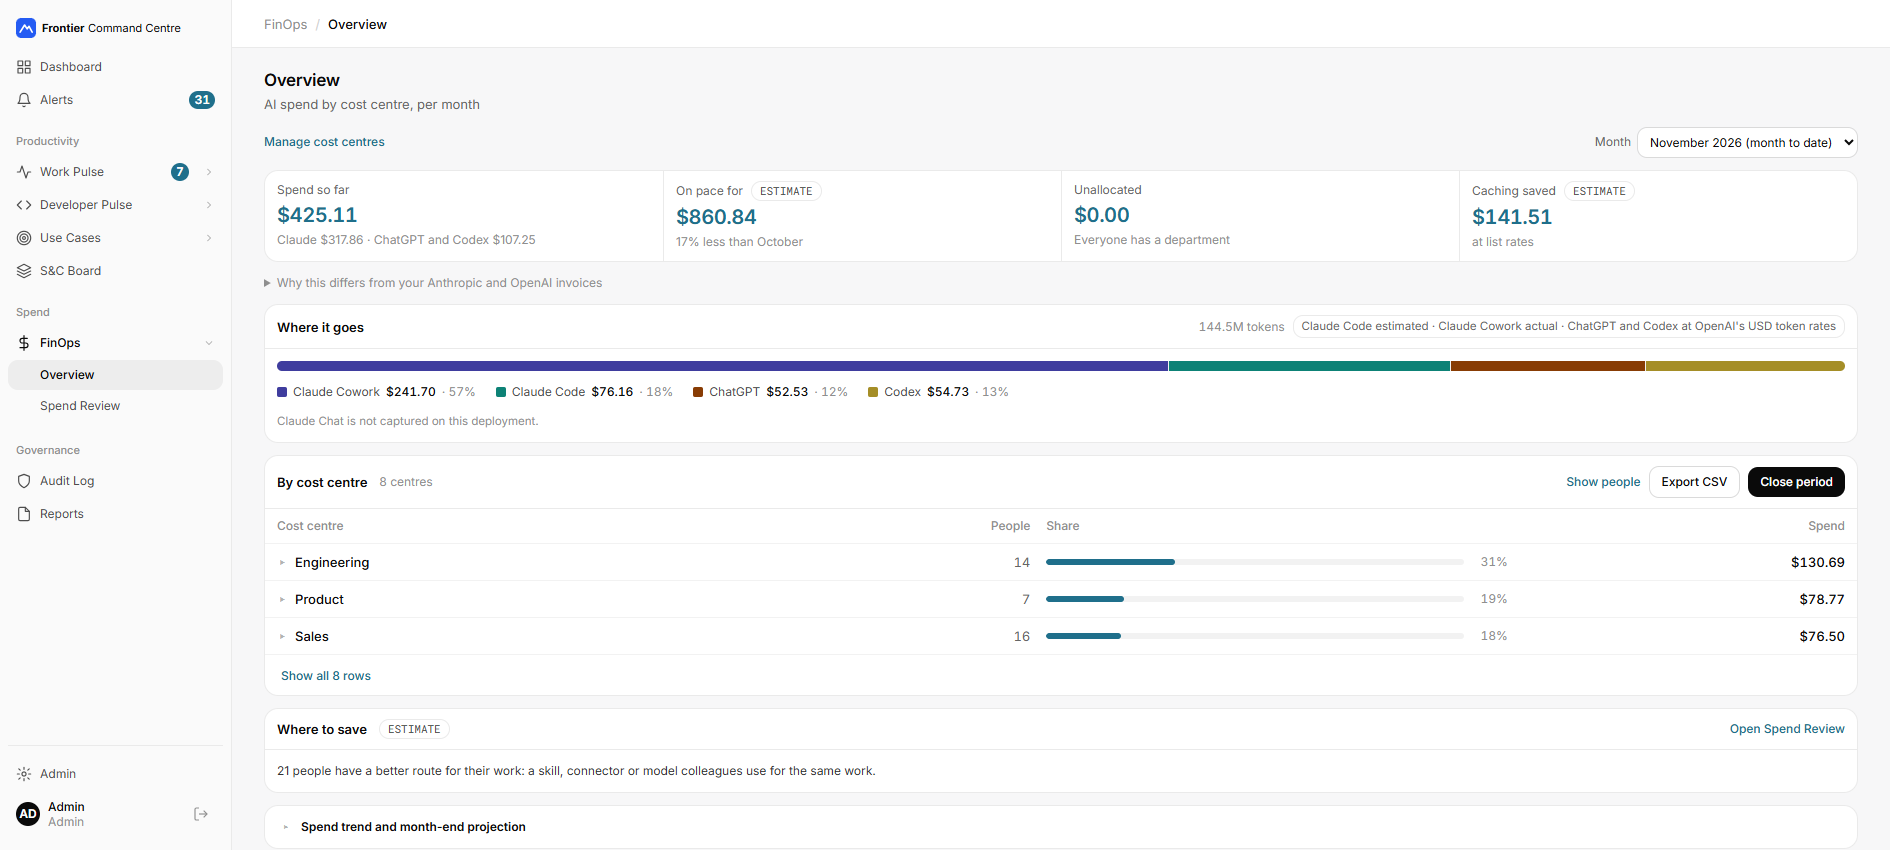 Frontier Command Centre
FinOps / Overview
Dashboard
Alerts 31
Productivity
Work Pulse 7
Developer Pulse
Use Cases
S&C Board
Spend
FinOps
Overview
Spend Review
Governance
Audit Log
Reports
Admin
AD Admin
Admin
Overview
AI spend by cost centre, per month
Manage cost centres
Month November 2026 (month to date)
Spend so far
$425.11
Claude $317.86 · ChatGPT and Codex $107.25
On pace for ESTIMATE
$860.84
17% less than October
Unallocated
$0.00
Everyone has a department
Caching saved ESTIMATE
$141.51
at list rates
Why this differs from your Anthropic and OpenAI invoices
Where it goes 144.5M tokens Claude Code estimated · Claude Cowork actual · ChatGPT and Codex at OpenAI's USD token rates
Claude Cowork $241.70 · 57% Claude Code $76.16 · 18% ChatGPT $52.53 · 12% Codex $54.73 · 13%
Claude Chat is not captured on this deployment.
By cost centre 8 centres Show people Export CSV Close period
Cost centre People Share Spend
Engineering 14 31% $130.69
Product 7 19% $78.77
Sales 16 18% $76.50
Show all 8 rows
Where to save ESTIMATE Open Spend Review
21 people have a better route for their work: a skill, connector or model colleagues use for the same work.
Spend trend and month-end projection